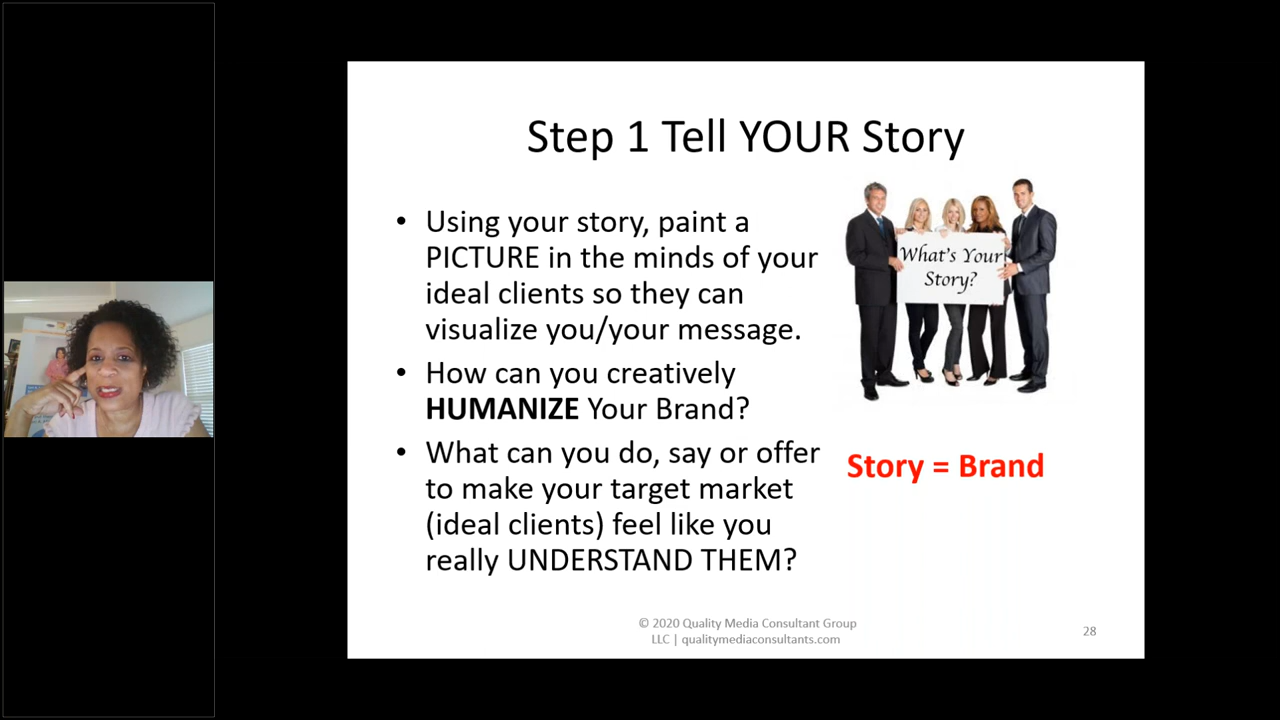 Step 1 Tell YOUR Story
• Using your story, paint a
PICTURE in the minds of your
ideal clients so they can
visualize you/your message.
• How can you creatively
HUMANIZE Your Brand?
• What can you do, say or offer
to make your target market
(ideal clients) feel like you
really UNDERSTAND THEM?
What's Your
Story?
Story = Brand
© 2020 Quality Media Consultant Group
LLC | qualitymediaconsultants.com
28